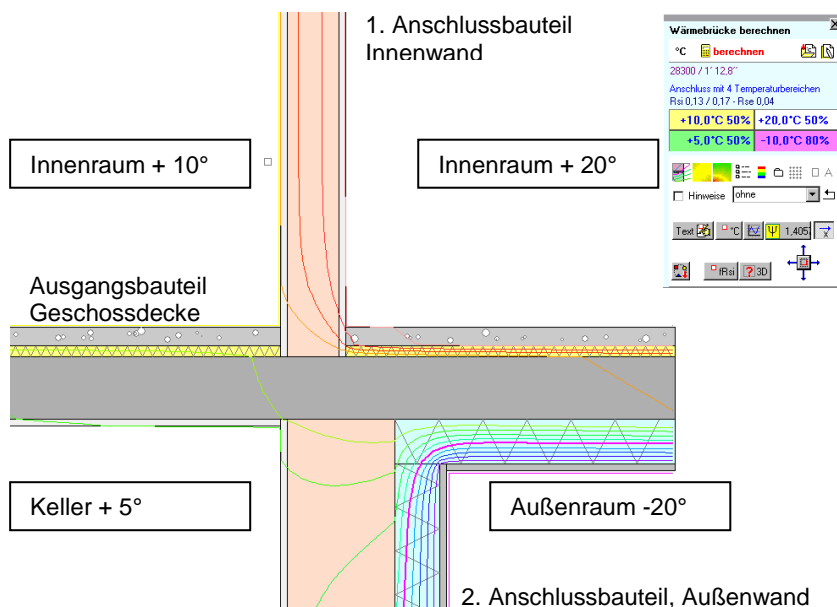 1. Anschlussbauteil
Innenwand
Wärmebrücke berechnen
°C berechnen
28300 / 1' 12,8''
Anschluss mit 4 Temperaturbereichen
Rsi 0,13 / 0,17 - Rse 0,04
+10,0°C 50% +20,0°C 50%
+5,0°C 50% -10,0°C 80%
Hinweise ohne
Text °C Ψ 1,405
fRsi ? 3D
Innenraum + 10°
Innenraum + 20°
Ausgangsbauteil
Geschossdecke
Keller + 5°
Außenraum -20°
2. Anschlussbauteil, Außenwand